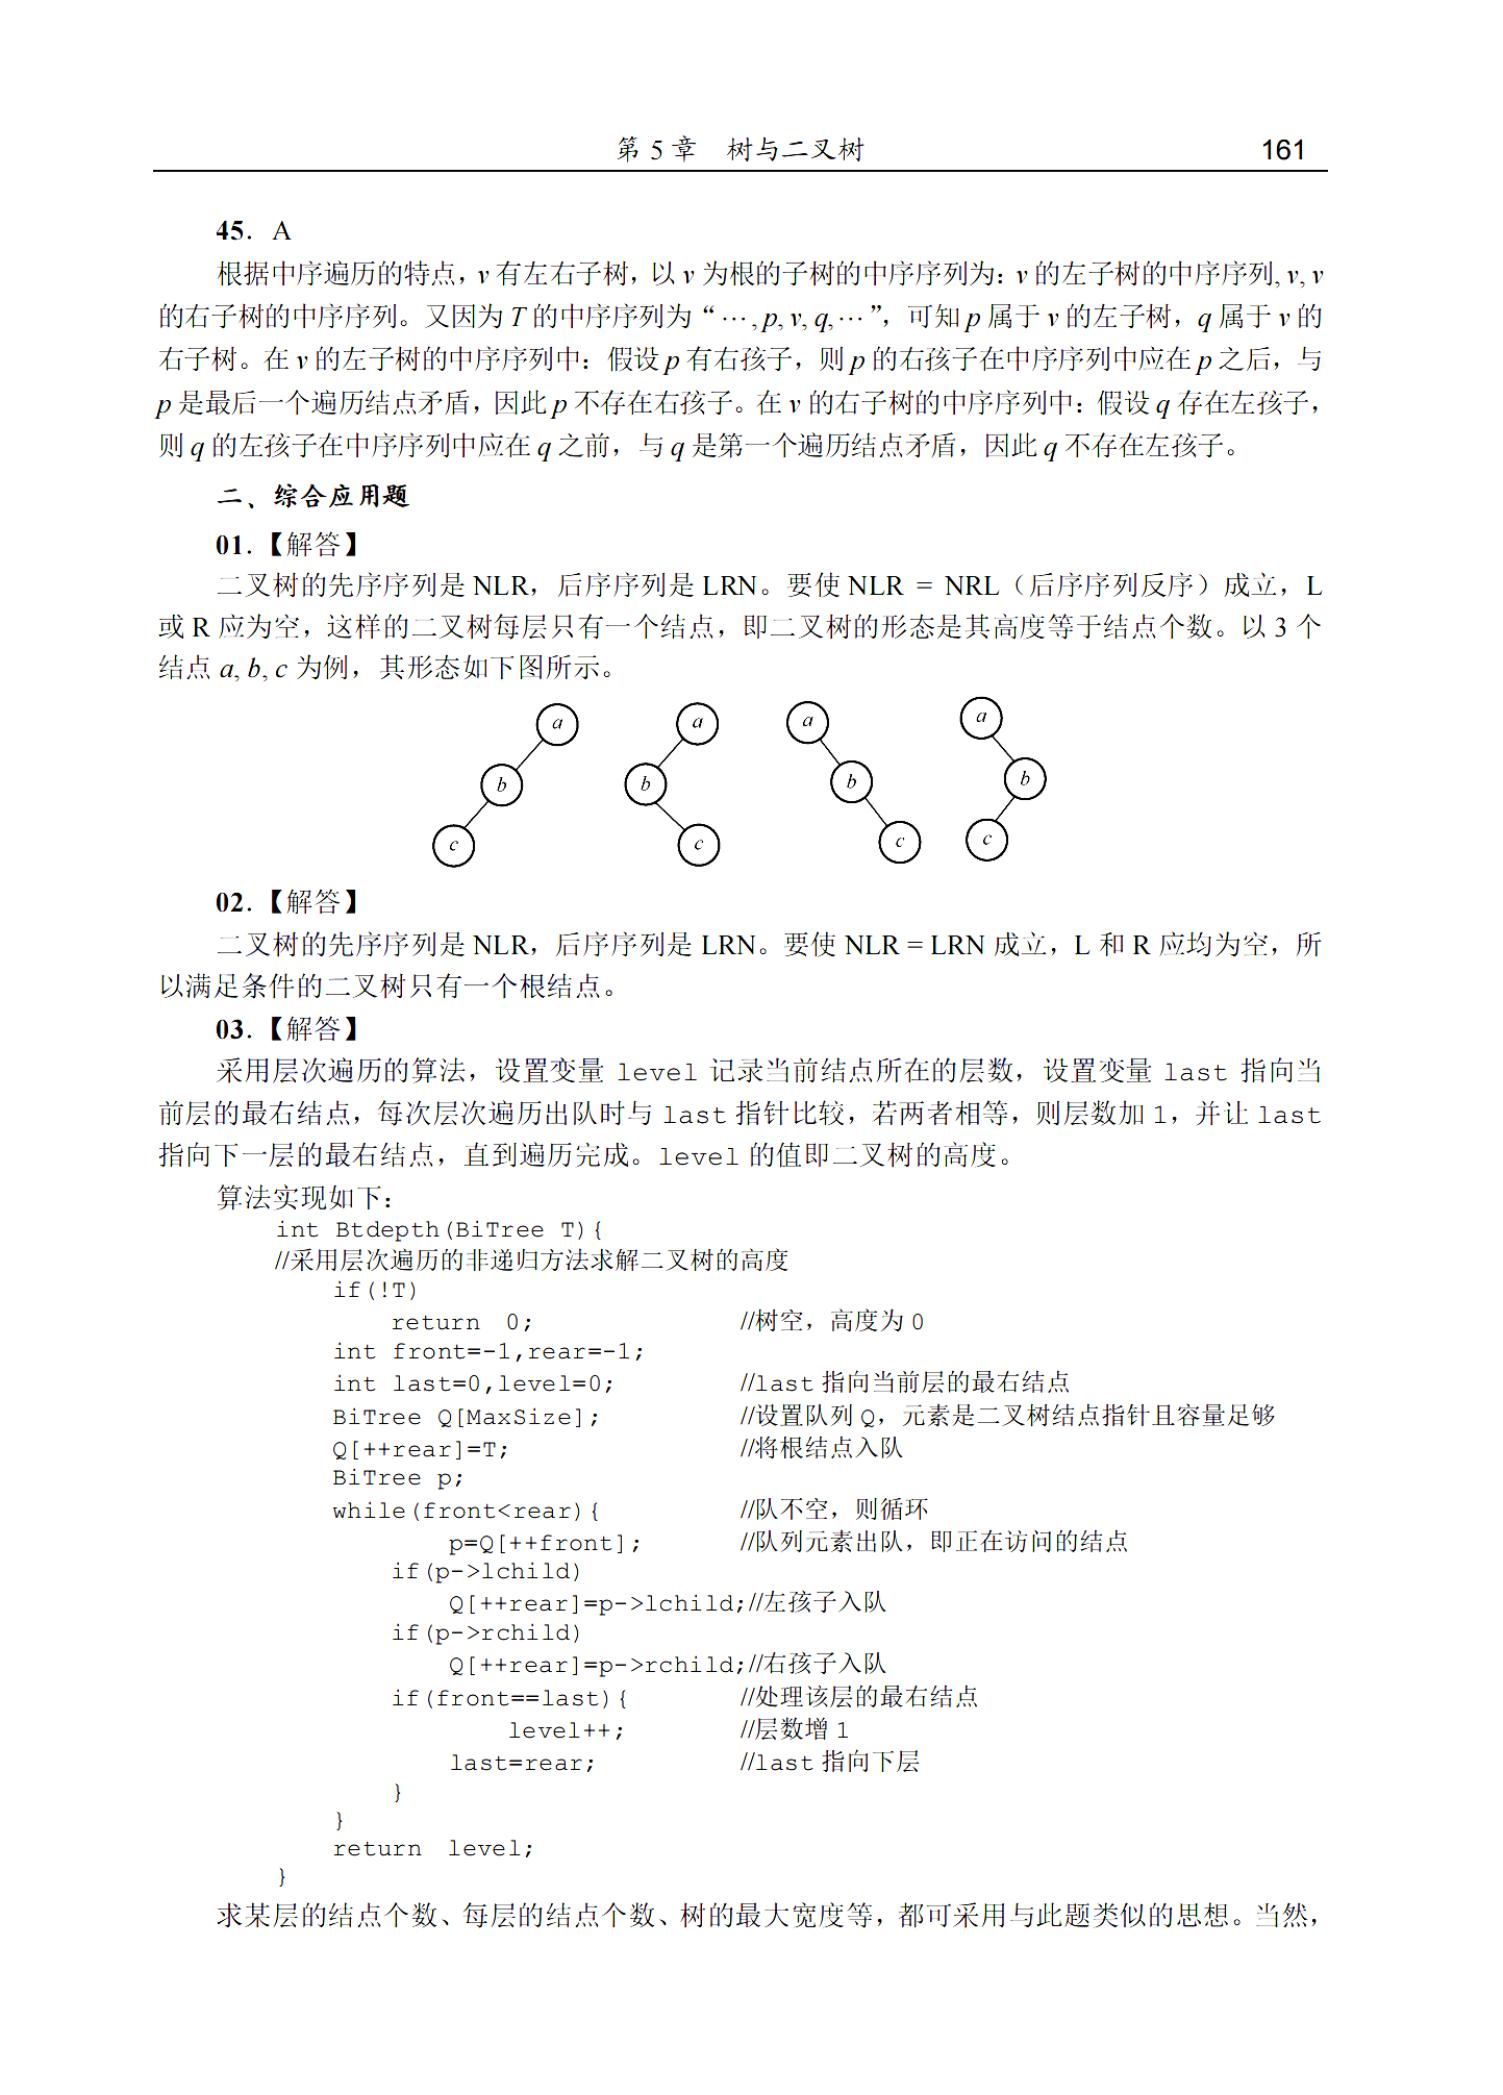 第 5 章 树与二叉树 161
45. A
根据中序遍历的特点，v 有左右子树，以 v 为根的子树的中序序列为：v 的左子树的中序序列, v, v
的右子树的中序序列。又因为 T 的中序序列为“…, p, v, q,…”，可知 p 属于 v 的左子树，q 属于 v 的
右子树。在 v 的左子树的中序序列中：假设 p 有右孩子，则 p 的右孩子在中序序列中应在 p 之后，与
p 是最后一个遍历结点矛盾，因此 p 不存在右孩子。在 v 的右子树的中序序列中：假设 q 存在左孩子，
则 q 的左孩子在中序序列中应在 q 之前，与 q 是第一个遍历结点矛盾，因此 q 不存在左孩子。
二、综合应用题
01.【解答】
二叉树的先序序列是 NLR，后序序列是 LRN。要使 NLR = NRL（后序序列反序）成立，L
或 R 应为空，这样的二叉树每层只有一个结点，即二叉树的形态是其高度等于结点个数。以 3 个
结点 a, b, c 为例，其形态如下图所示。
a a a a
b b b b
c c c c
02.【解答】
二叉树的先序序列是 NLR，后序序列是 LRN。要使 NLR = LRN 成立，L 和 R 应均为空，所
以满足条件的二叉树只有一个根结点。
03.【解答】
采用层次遍历的算法，设置变量 level 记录当前结点所在的层数，设置变量 last 指向当
前层的最右结点，每次层次遍历出队时与 last 指针比较，若两者相等，则层数加 1，并让 last
指向下一层的最右结点，直到遍历完成。level 的值即二叉树的高度。
算法实现如下：
int Btdepth(BiTree T){
//采用层次遍历的非递归方法求解二叉树的高度
if(!T)
return 0; //树空，高度为 0
int front=-1,rear=-1;
int last=0,level=0; //last 指向当前层的最右结点
BiTree Q[MaxSize]; //设置队列 Q，元素是二叉树结点指针且容量足够
Q[++rear]=T; //将根结点入队
BiTree p;
while(front<rear){ //队不空，则循环
p=Q[++front]; //队列元素出队，即正在访问的结点
if(p->lchild)
Q[++rear]=p->lchild;//左孩子入队
if(p->rchild)
Q[++rear]=p->rchild;//右孩子入队
if(front==last){ //处理该层的最右结点
level++; //层数增 1
last=rear; //last 指向下层
}
}
return level;
}
求某层的结点个数、每层的结点个数、树的最大宽度等，都可采用与此题类似的思想。当然，